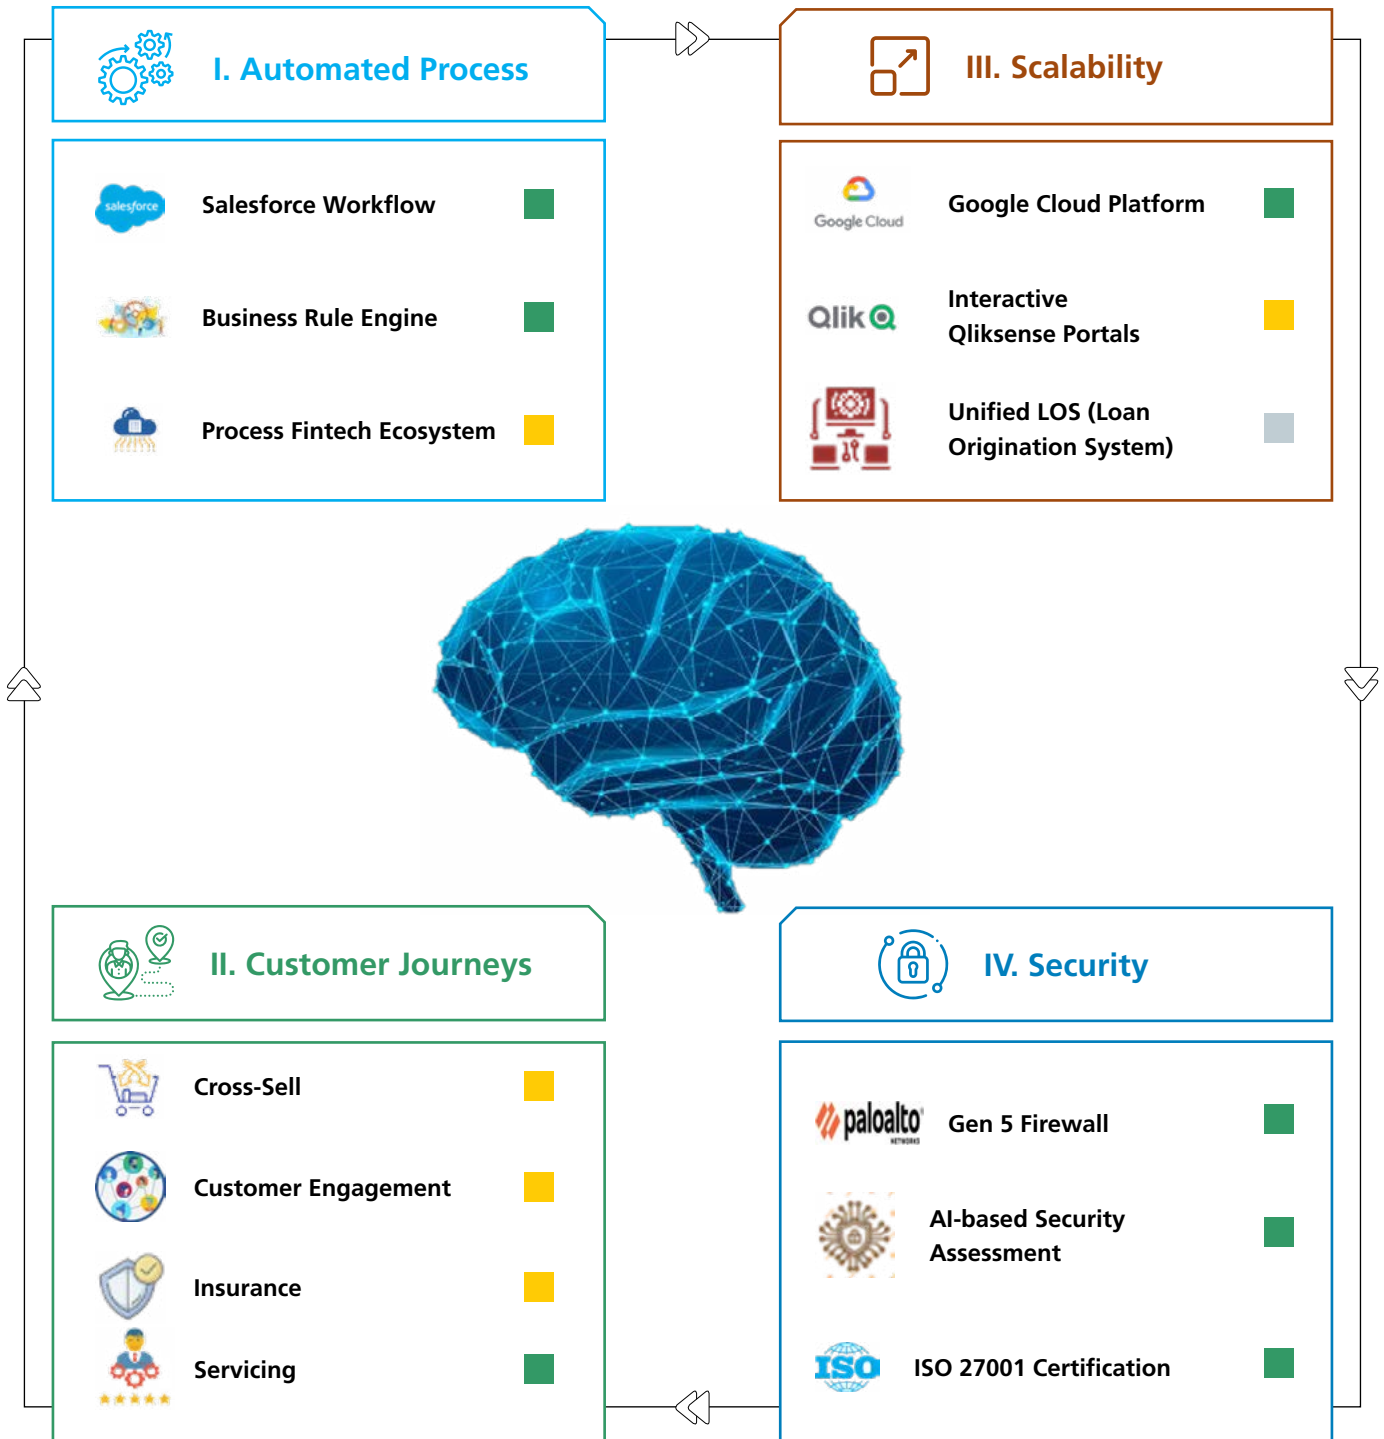 I. Automated Process
salesforce
Salesforce Workflow
Business Rule Engine
Process Fintech Ecosystem
III. Scalability
Google Cloud
Google Cloud Platform
Qlik
Interactive
Qliksense Portals
Unified LOS (Loan
Origination System)
II. Customer Journeys
Cross-Sell
Customer Engagement
Insurance
Servicing
IV. Security
paloalto
NETWORKS
Gen 5 Firewall
AI-based Security
Assessment
ISO
ISO 27001 Certification